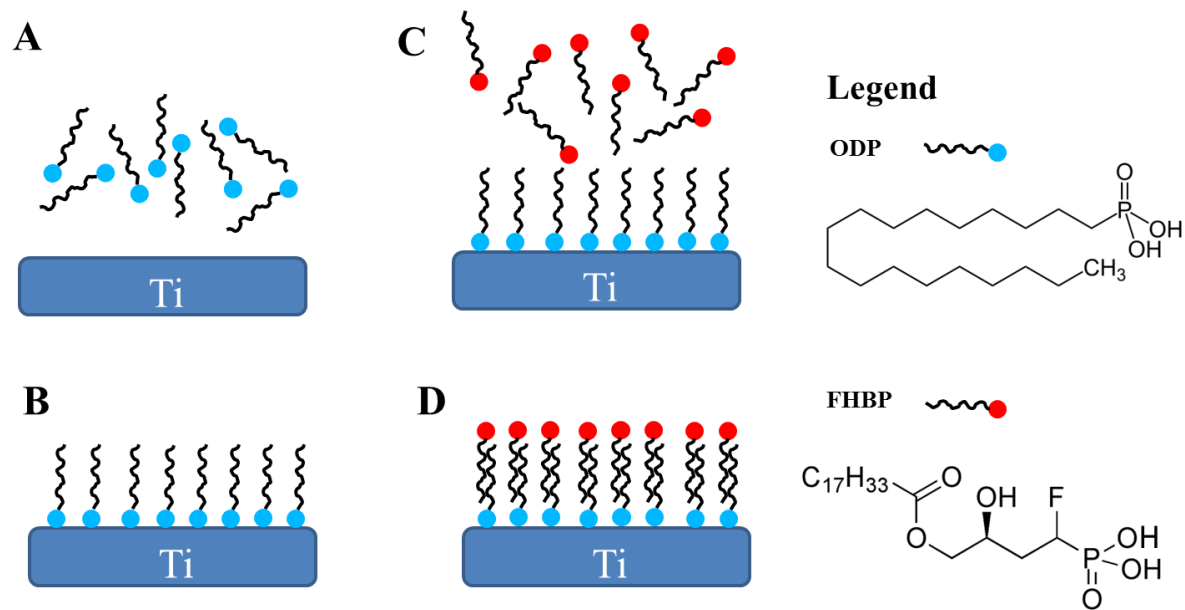 A
Ti
B
Ti
C
Ti
D
Ti
Legend
ODP
O
P
OH
OH
CH3
FHBP
C17H33
O
O
OH
F
P
OH
OH
O